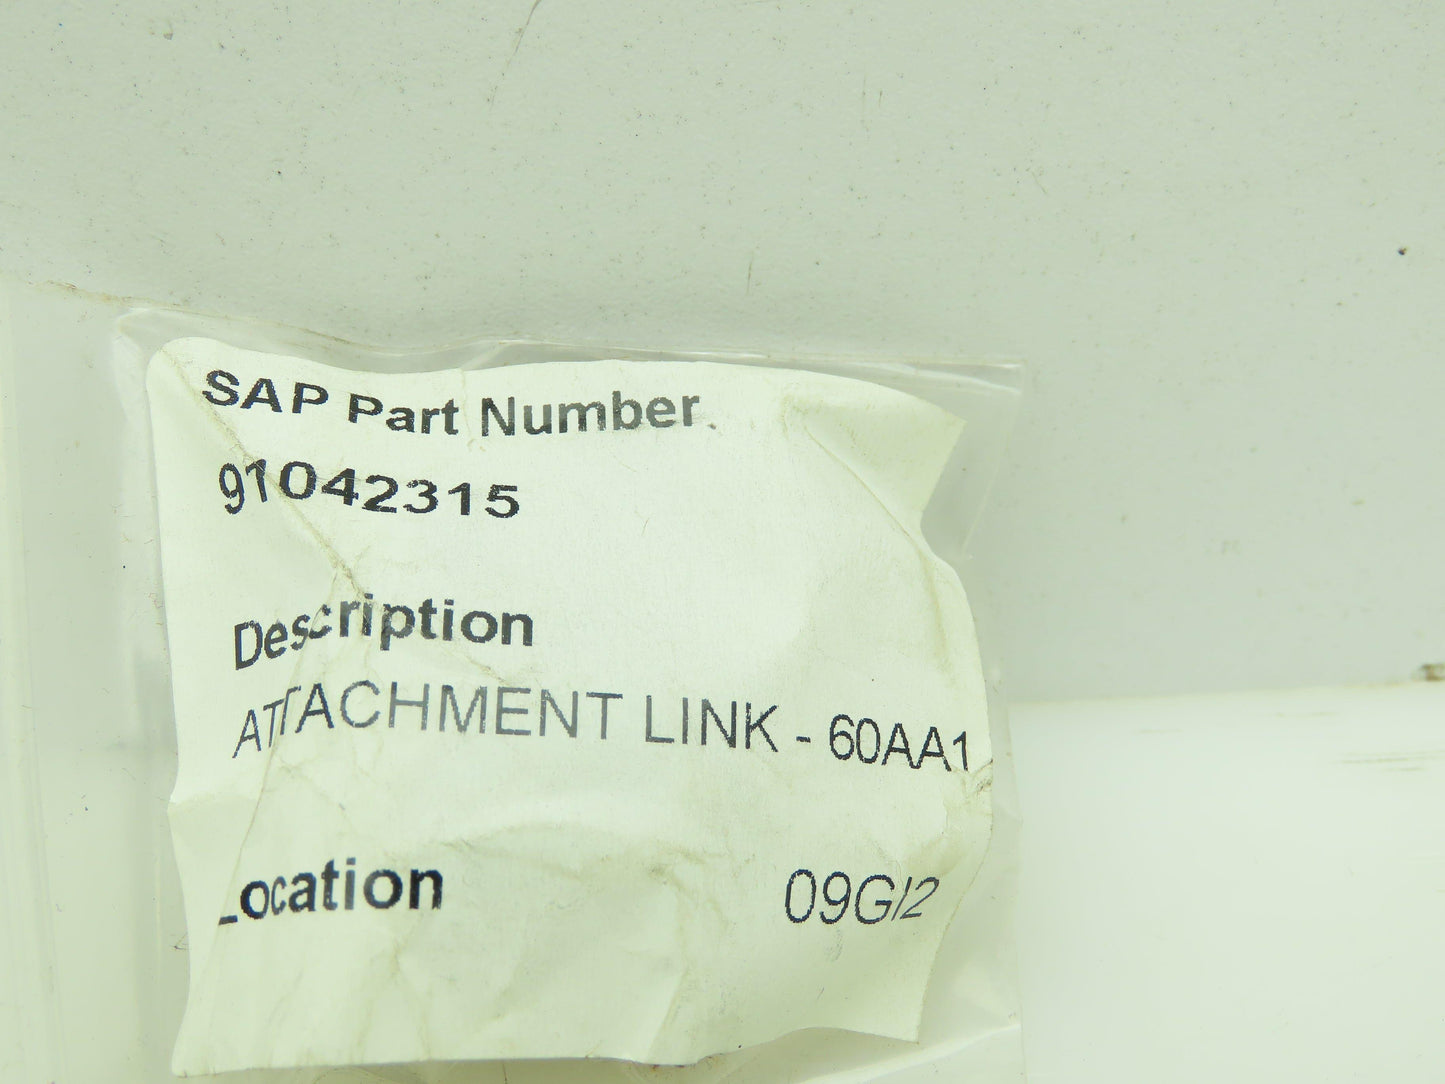 SAP Part Number
91042315
Description
ATTACHMENT LINK - 60AA1
Location 09G/2